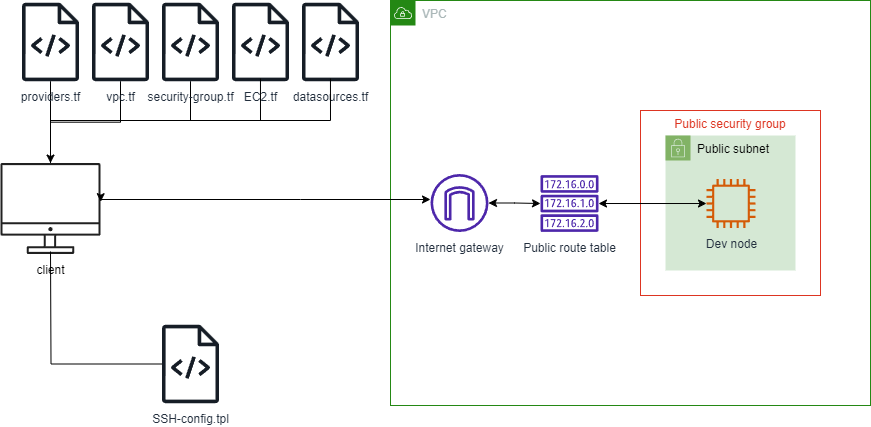 VPC
providers.tf
vpc.tf
security-group.tf
EC2.tf
datasources.tf
Public security group
Public subnet
172.16.0.0
172.16.1.0
172.16.2.0
Internet gateway
Public route table
Dev node
client
SSH-config.tpl